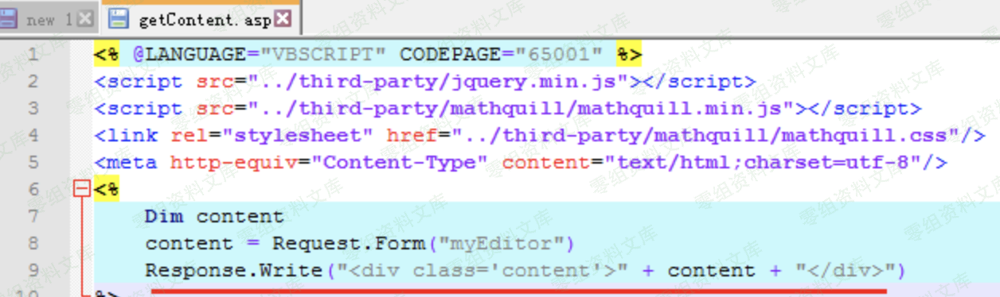 new 1 getContent.asp
1 <% @LANGUAGE="VBSCRIPT" CODEPAGE="65001" %>
2 <script src="../third-party/jquery.min.js"></script>
3 <script src="../third-party/mathquill/mathquill.min.js"></script>
4 <link rel="stylesheet" href="../third-party/mathquill/mathquill.css"/>
5 <meta http-equiv="Content-Type" content="text/html;charset=utf-8"/>
6 <%
7 Dim content
8 content = Request.Form("myEditor")
9 Response.Write("<div class='content'>" + content + "</div>")
10 %>
零组资料文库